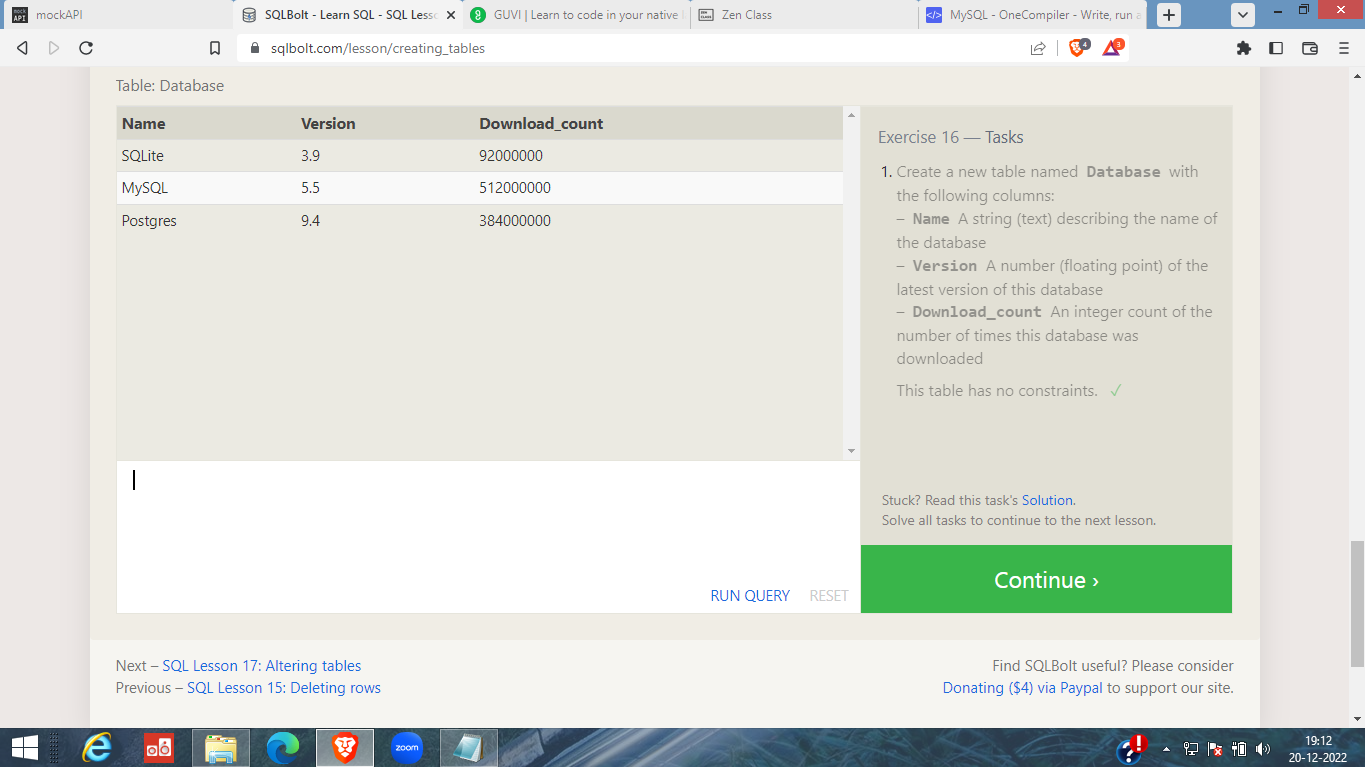 mockAPI
SQLBolt - Learn SQL - SQL Less
GUVI | Learn to code in your native
Zen Class
MySQL - OneCompiler - Write, run a
sqlbolt.com/lesson/creating_tables
4
3
Table: Database
Name Version Download_count
SQLite 3.9 92000000
MySQL 5.5 512000000
Postgres 9.4 384000000
Exercise 16 — Tasks
1. Create a new table named Database with
the following columns:
– Name A string (text) describing the name of
the database
– Version A number (floating point) of the
latest version of this database
– Download_count An integer count of the
number of times this database was
downloaded
This table has no constraints. ✓
Stuck? Read this task's Solution.
Solve all tasks to continue to the next lesson.
RUN QUERY RESET
Continue ›
Next – SQL Lesson 17: Altering tables
Previous – SQL Lesson 15: Deleting rows
Find SQLBolt useful? Please consider
Donating ($4) via Paypal to support our site.
zoom
19:12
20-12-2022